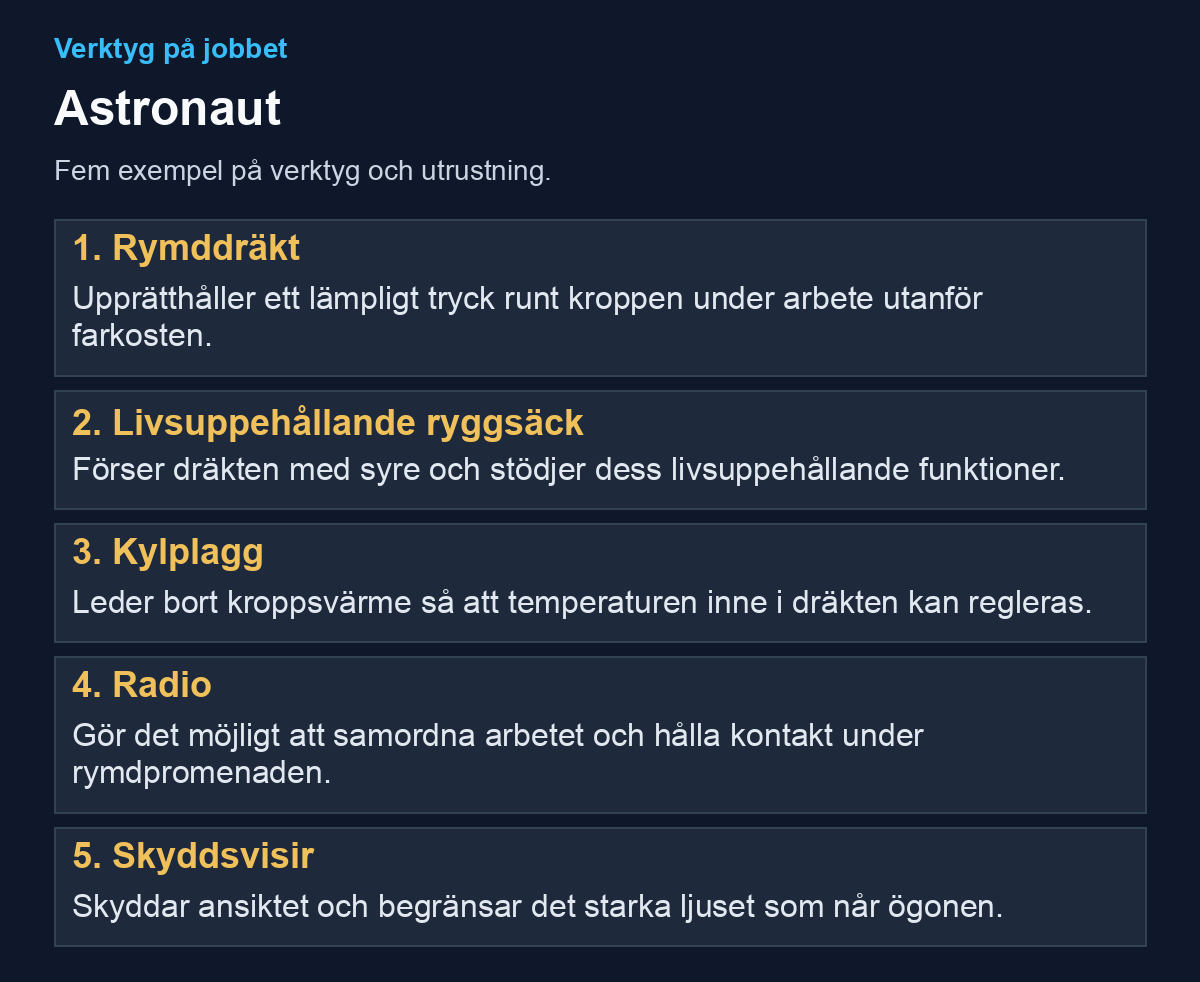 Verktyg på jobbet
Astronaut
Fem exempel på verktyg och utrustning.
1. Rymddräkt
Upprätthåller ett lämpligt tryck runt kroppen under arbete utanför
farkosten.
2. Livsuppehållande ryggsäck
Förser dräkten med syre och stödjer dess livsuppehållande funktioner.
3. Kylplagg
Leder bort kroppsvärme så att temperaturen inne i dräkten kan regleras.
4. Radio
Gör det möjligt att samordna arbetet och hålla kontakt under
rymdpromenaden.
5. Skyddsvisir
Skyddar ansiktet och begränsar det starka ljuset som når ögonen.